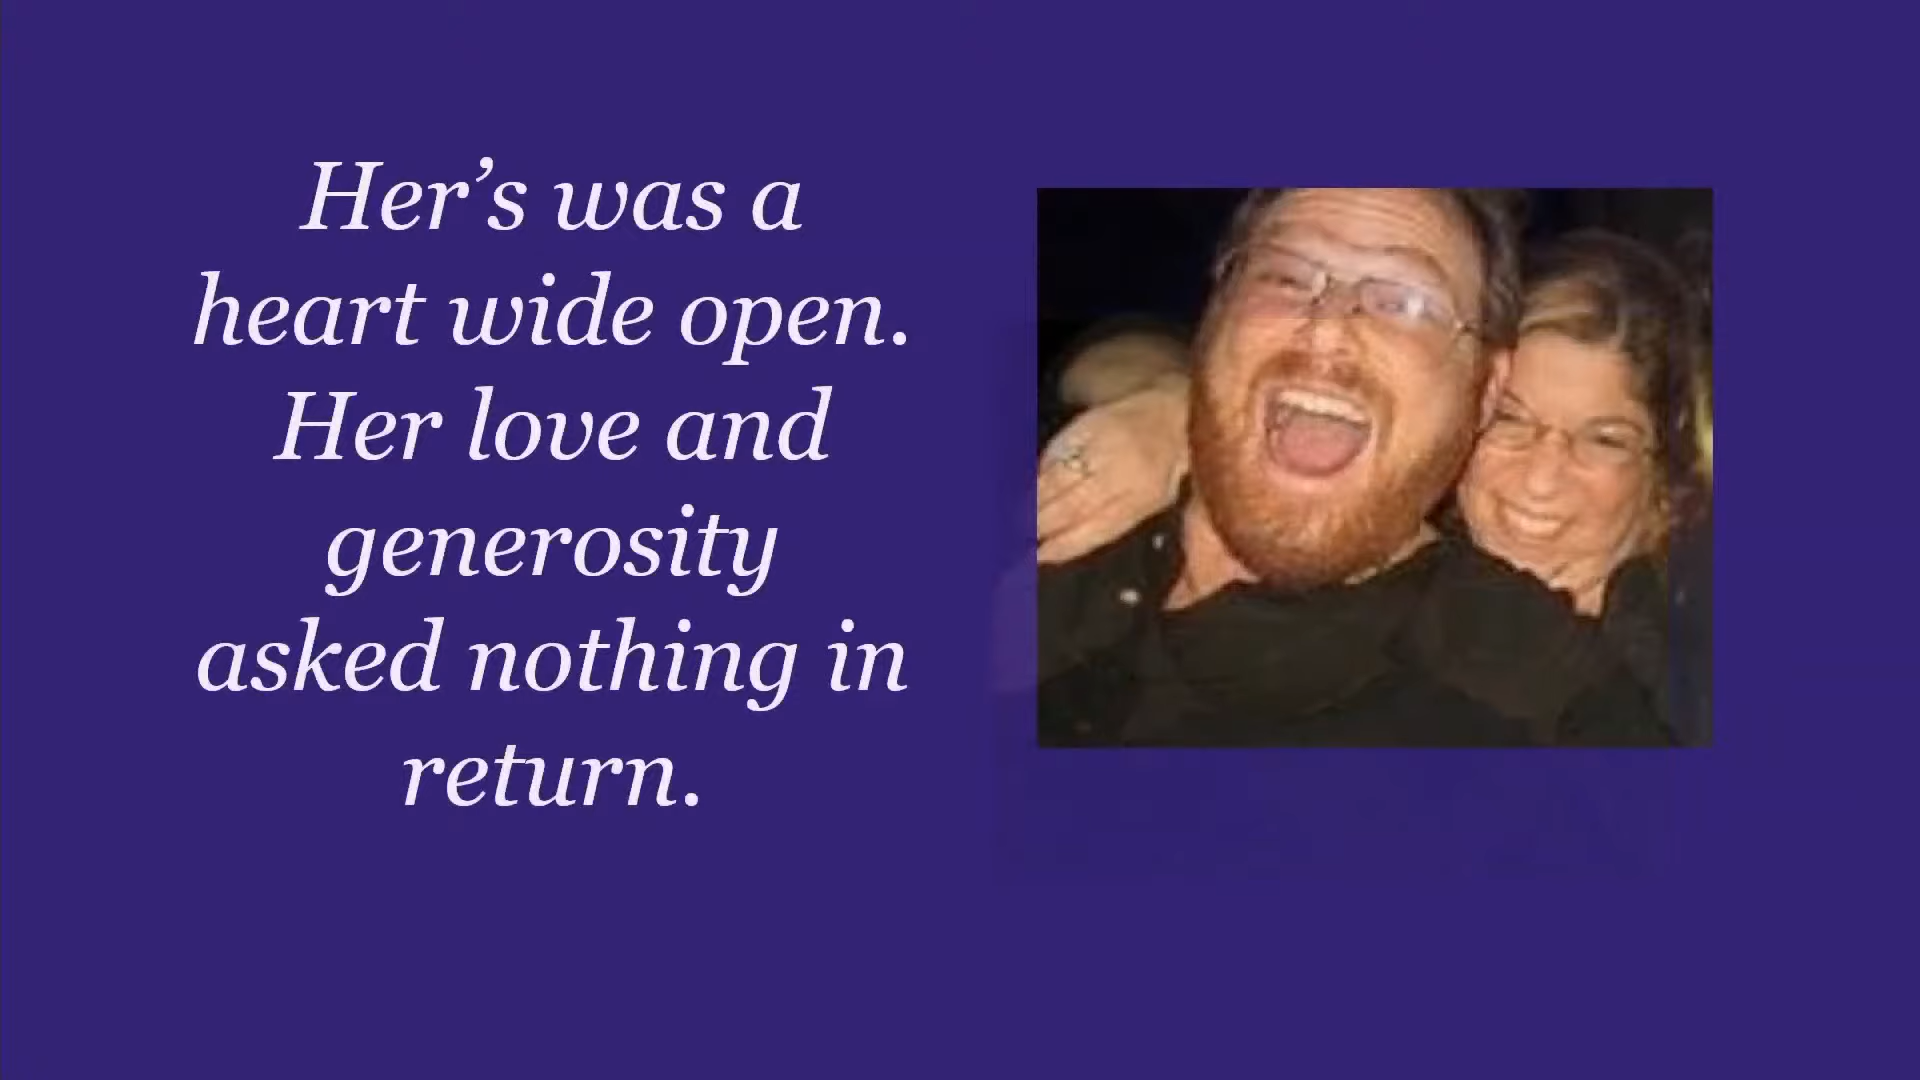 Her’s was a
heart wide open.
Her love and
generosity
asked nothing in
return.